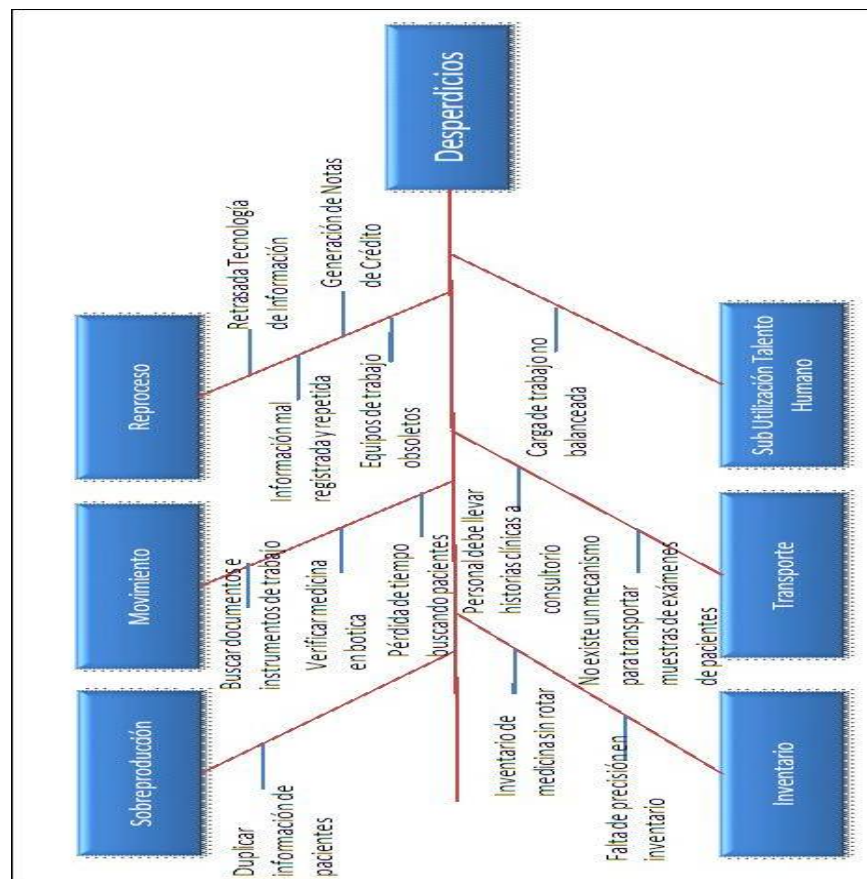 Sobreproducción
Movimiento
Reproceso
Duplicar
información de
pacientes
Buscar documentos e
instrumentos de trabajo
Verificar medicina
en botica
Pérdida de tiempo
buscando pacientes
Retrasada Tecnología
de Información
Información mal
registrada y repetida
Generación de Notas
de Crédito
Equipos de trabajo
obsoletos
Desperdicios
Inventario de
medicina sin rotar
Falta de precisión en
inventario
Personal debe llevar
historias clínicas a
consultorio
No existe un mecanismo
para transportar
muestras de exámenes
de pacientes
Carga de trabajo no
balanceada
Inventario
Transporte
Sub Utilización Talento
Humano